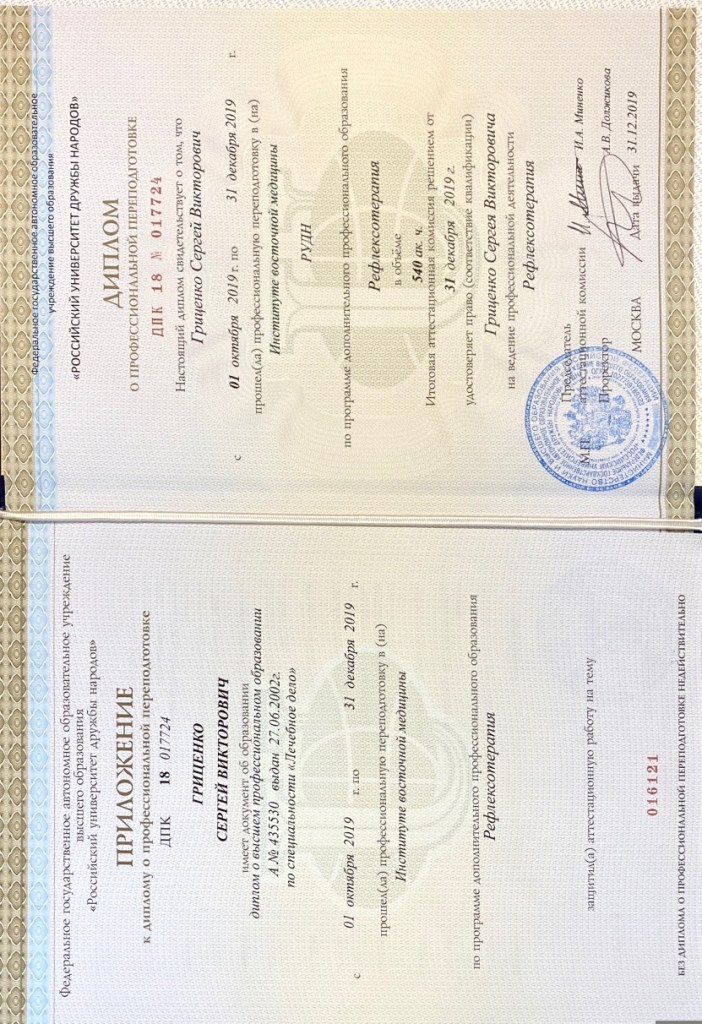 Федеральное государственное автономное образовательное учреждение
высшего образования
«Российский университет дружбы народов»
ПРИЛОЖЕНИЕ
к диплому о профессиональной переподготовке
ДПК 18 017724
ГРИЦЕНКО
СЕРГЕЙ ВИКТОРОВИЧ
имеет документ об образовании
диплом о высшем профессиональном образовании
А № 435530 выдан 27.06.2002г.
по специальности «Лечебное дело»
с 01 октября 2019 г. по 31 декабря 2019 г.
прошел(ла) профессиональную переподготовку в (на)
Институте восточной медицины
по программе дополнительного профессионального образования
Рефлексотерапия
защитил(а) аттестационную работу на тему
016121
БЕЗ ДИПЛОМА О ПРОФЕССИОНАЛЬНОЙ ПЕРЕПОДГОТОВКЕ НЕДЕЙСТВИТЕЛЬНО
Федеральное государственное автономное образовательное
учреждение высшего образования
«РОССИЙСКИЙ УНИВЕРСИТЕТ ДРУЖБЫ НАРОДОВ»
ДИПЛОМ
О ПРОФЕССИОНАЛЬНОЙ ПЕРЕПОДГОТОВКЕ
ДПК 18 № 017724
Настоящий диплом свидетельствует о том, что
Гриценко Сергей Викторович
с 01 октября 2019 г. по 31 декабря 2019 г.
прошел(ла) профессиональную переподготовку в (на)
Институте восточной медицины
РУДН
по программе дополнительного профессионального образования
Рефлексотерапия
в объёме
540 ак. ч.
Итоговая аттестационная комиссия решением от
31 декабря 2019 г.
удостоверяет право (соответствие квалификации)
Гриценко Сергея Викторовича
на ведение профессиональной деятельности
Рефлексотерапия
Председатель
М.П. аттестационной комиссии И.А. Миненко
Проректор А.В. Должикова
МОСКВА Дата выдачи 31.12.2019